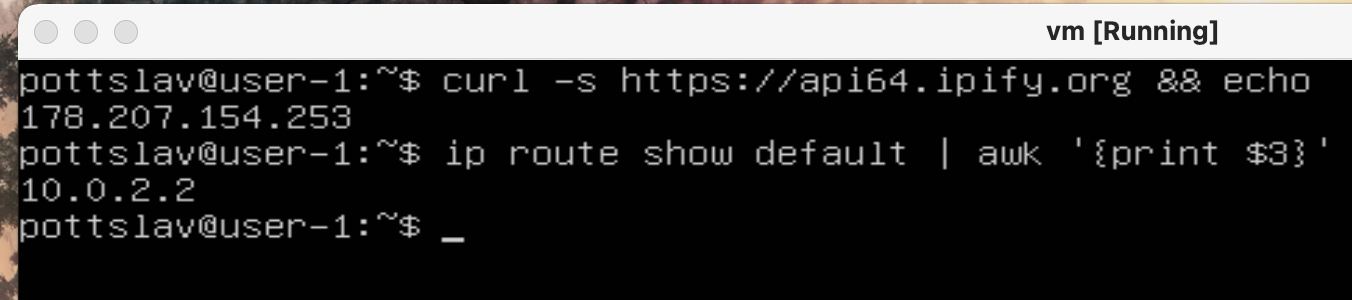 vm [Running]
pottslav@user-1:~$ curl -s https://api64.ipify.org && echo
178.207.154.253
pottslav@user-1:~$ ip route show default | awk '{print $3}'
10.0.2.2
pottslav@user-1:~$ _